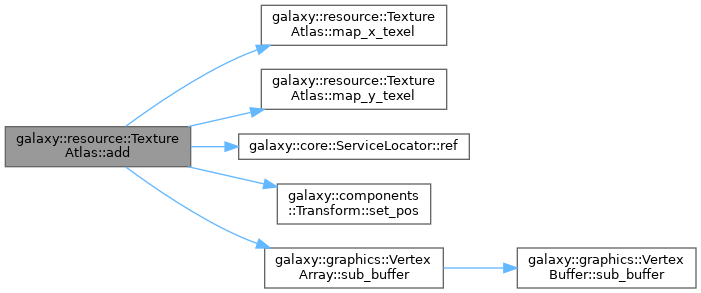 galaxy::resource::Texture
Atlas::map_x_texel
galaxy::resource::Texture
Atlas::map_y_texel
galaxy::resource::Texture
Atlas::add
galaxy::core::ServiceLocator::ref
galaxy::components
::Transform::set_pos
galaxy::graphics::Vertex
Array::sub_buffer
galaxy::graphics::Vertex
Buffer::sub_buffer